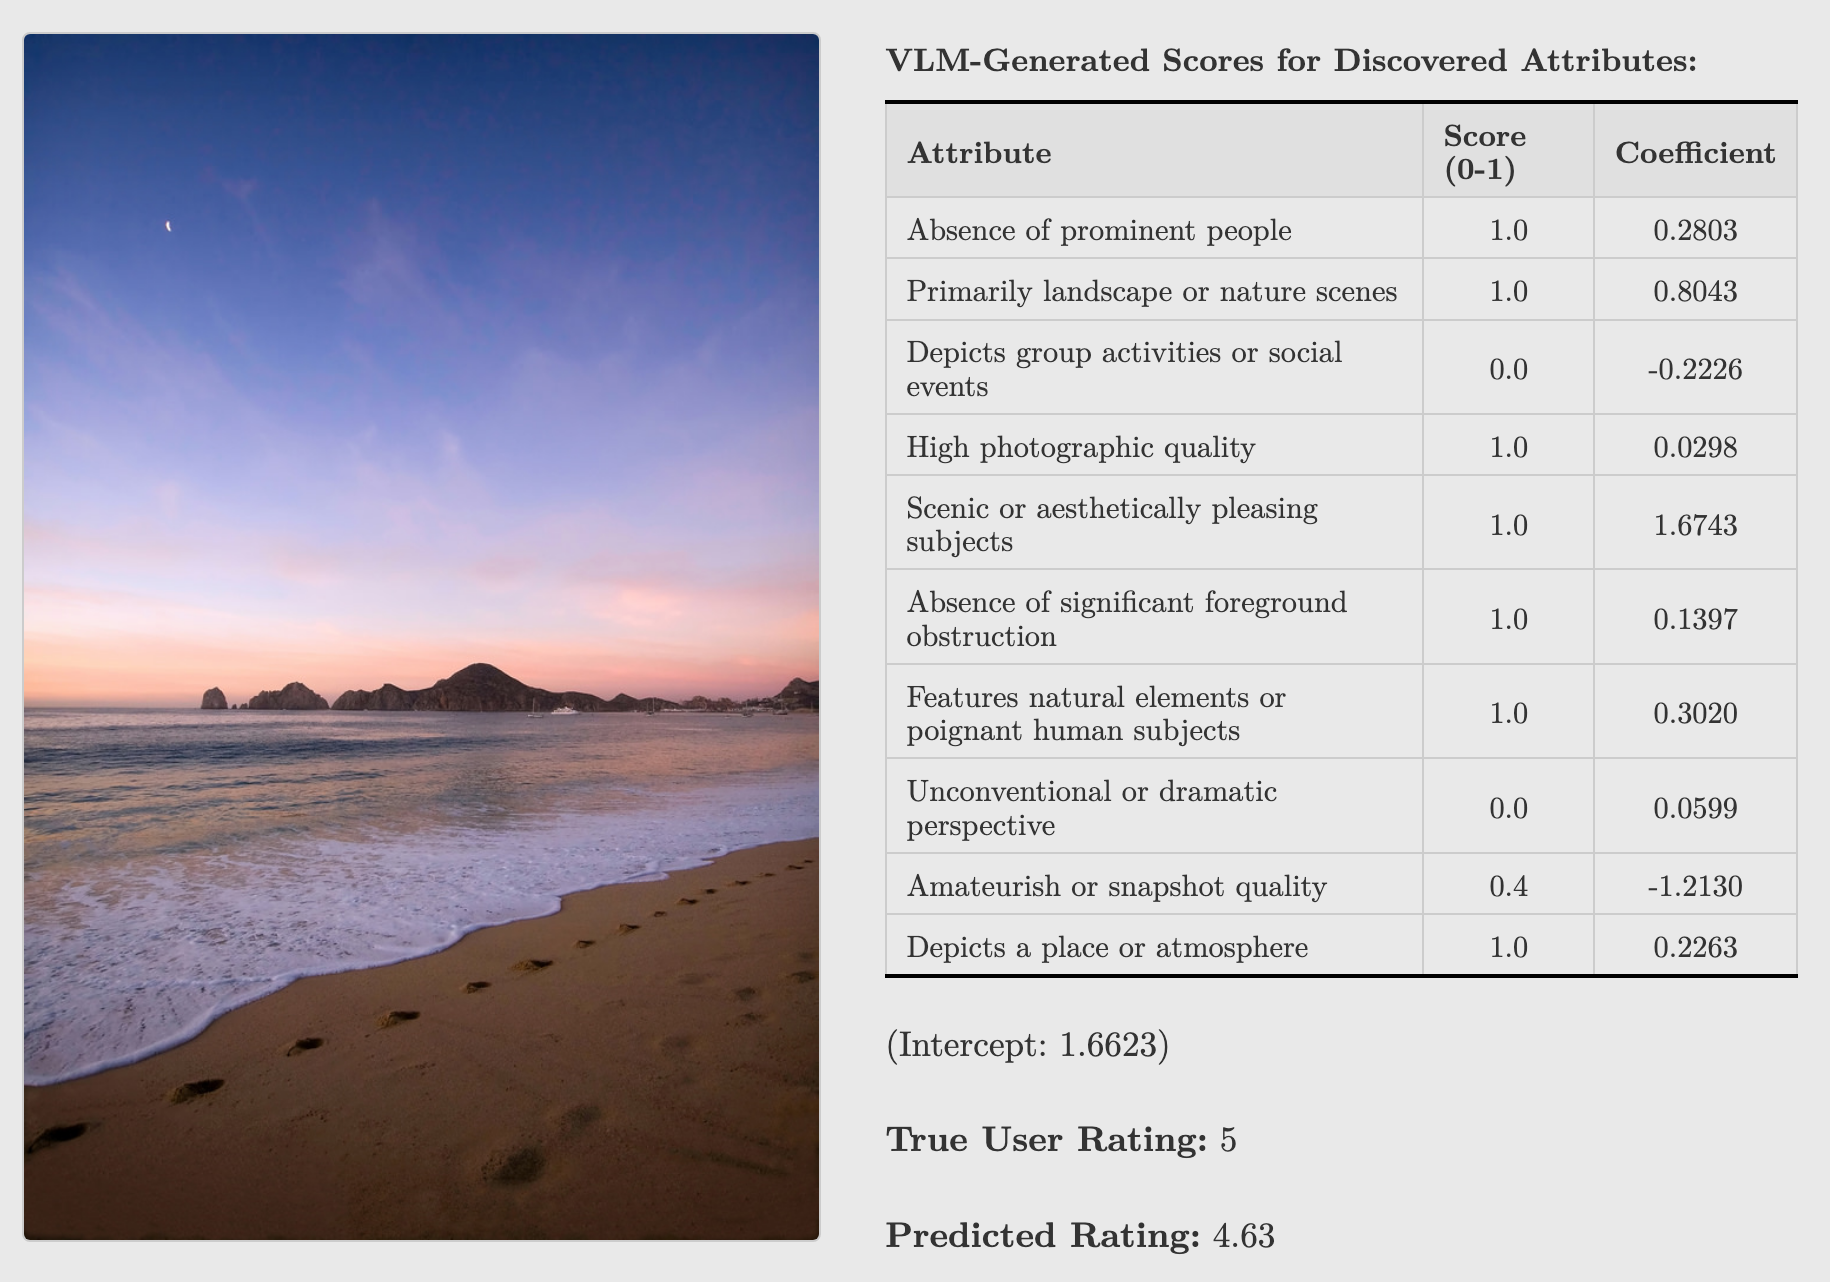 VLM-Generated Scores for Discovered Attributes:
Attribute Score (0-1) Coefficient
Absence of prominent people 1.0 0.2803
Primarily landscape or nature scenes 1.0 0.8043
Depicts group activities or social events 0.0 -0.2226
High photographic quality 1.0 0.0298
Scenic or aesthetically pleasing subjects 1.0 1.6743
Absence of significant foreground obstruction 1.0 0.1397
Features natural elements or poignant human subjects 1.0 0.3020
Unconventional or dramatic perspective 0.0 0.0599
Amateurish or snapshot quality 0.4 -1.2130
Depicts a place or atmosphere 1.0 0.2263
(Intercept: 1.6623)
True User Rating: 5
Predicted Rating: 4.63